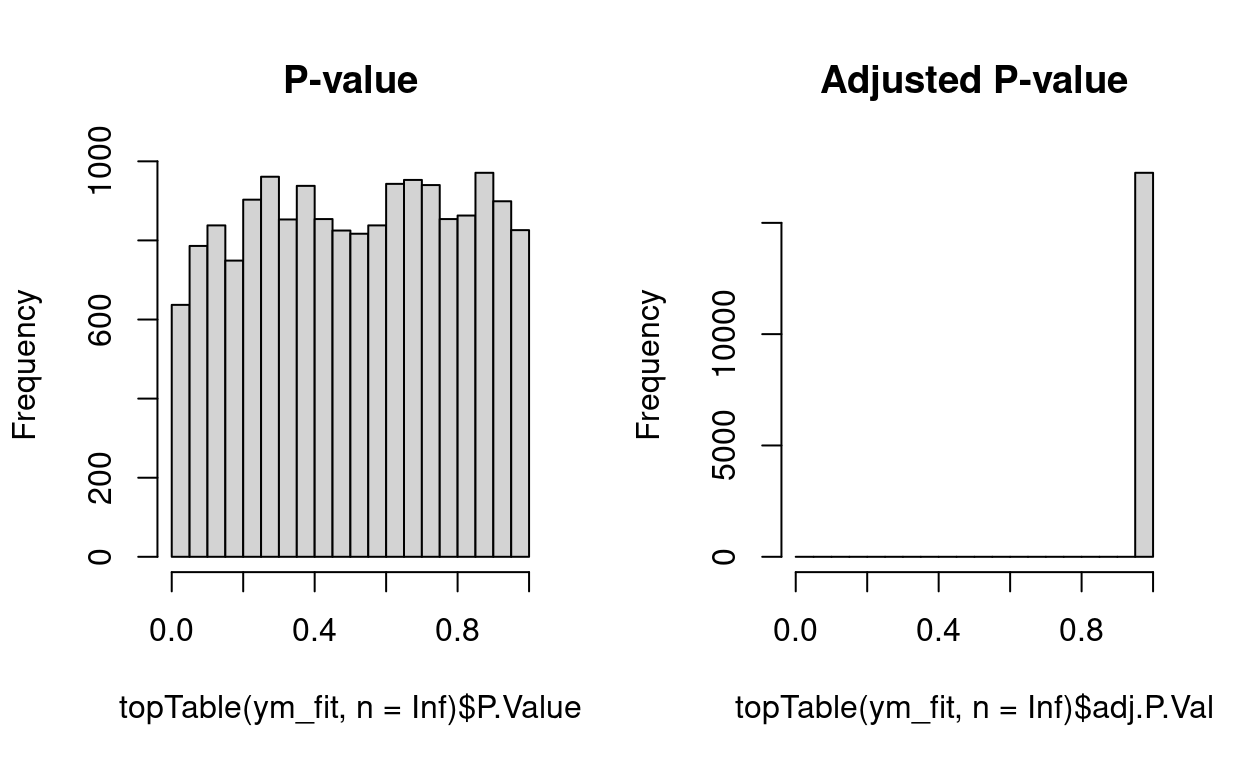 P-value
Frequency
0 200 600 1000
0.0 0.4 0.8
topTable(ym_fit, n = Inf)$P.Value
Adjusted P-value
Frequency
0 5000 10000
0.0 0.4 0.8
topTable(ym_fit, n = Inf)$adj.P.Val